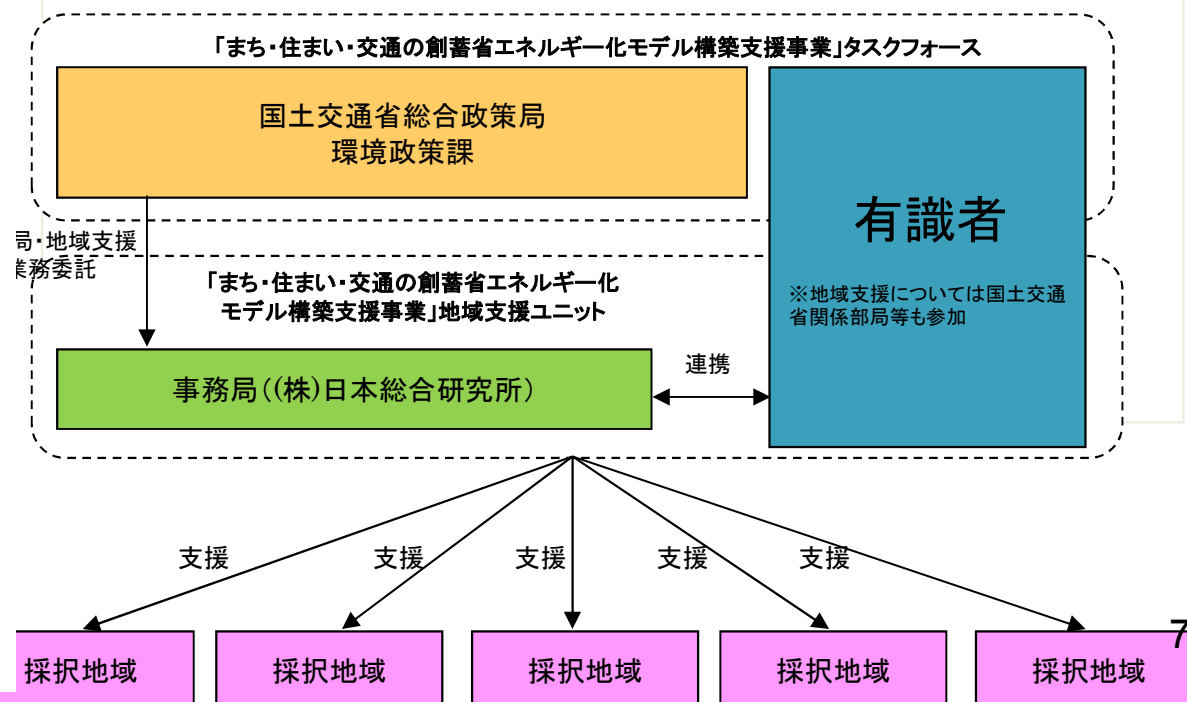 「まち・住まい・交通の創蓄省エネルギー化モデル構築支援事業」タスクフォース
国土交通省総合政策局
環境政策課
有識者
※地域支援については国土交通
省関係部局等も参加
局・地域支援
業務委託
「まち・住まい・交通の創蓄省エネルギー化
モデル構築支援事業」地域支援ユニット
事務局((株)日本総合研究所)
連携
支援
支援
支援
支援
支援
採択地域
採択地域
採択地域
採択地域
採択地域
7